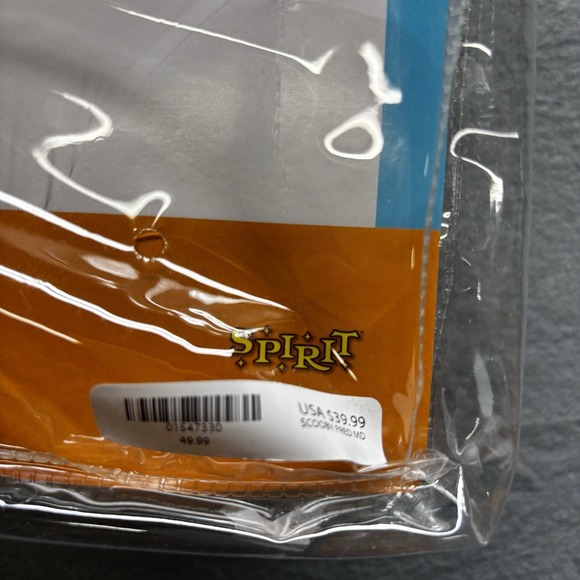 SPIRIT
USA $39.99
SCOOBY FRED MD
01547330
49.99